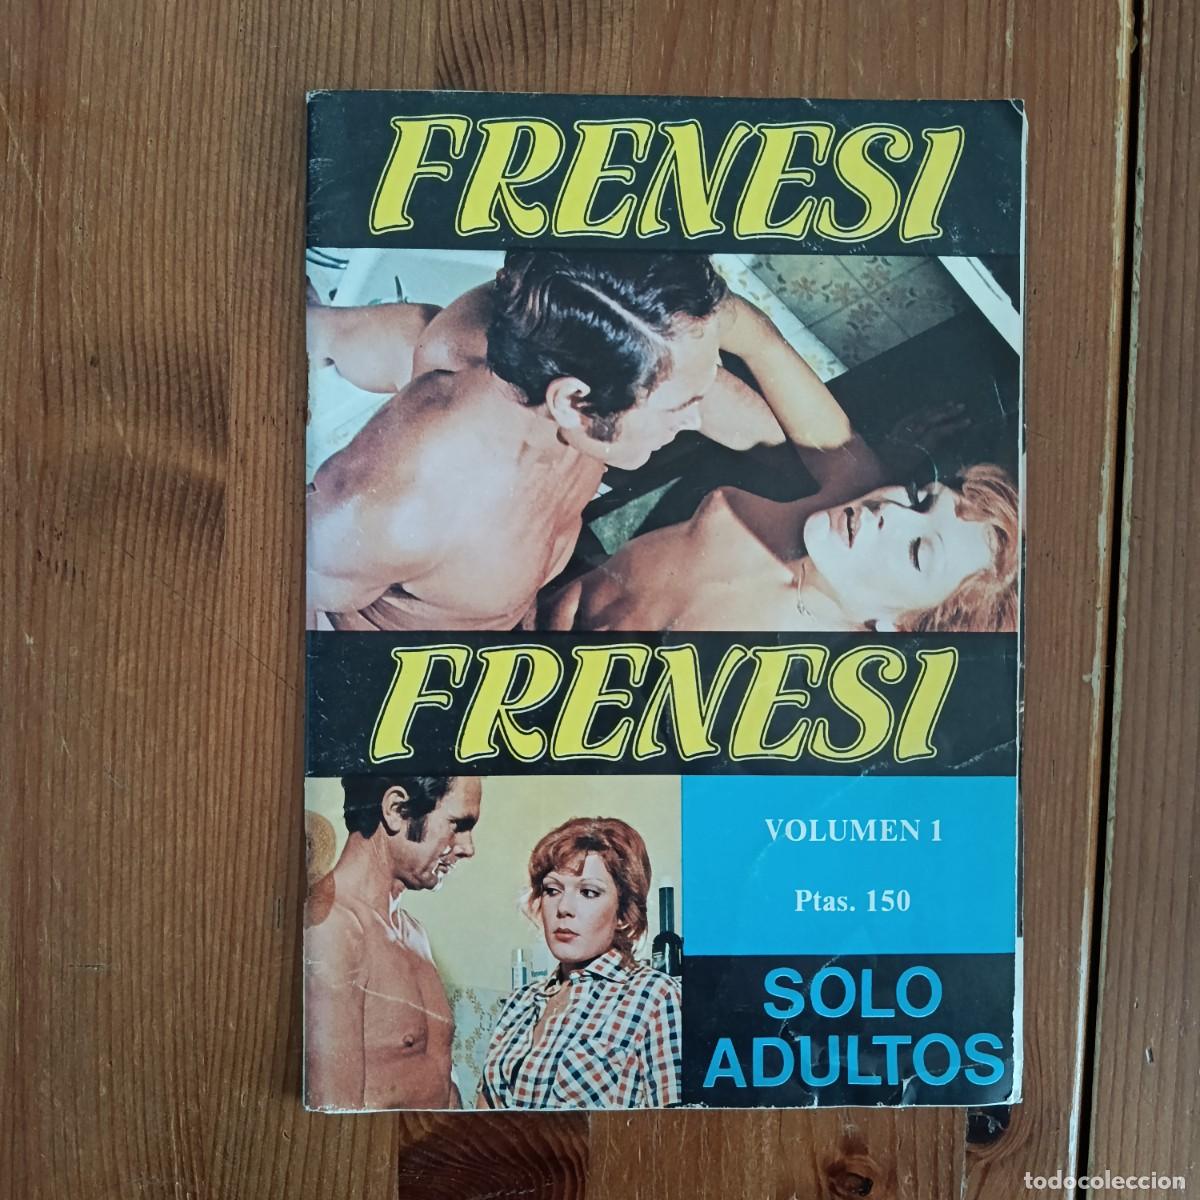 FRENESI
FRENESI
VOLUMEN 1
Ptas. 150
SOLO
ADULTOS
todocoleccion